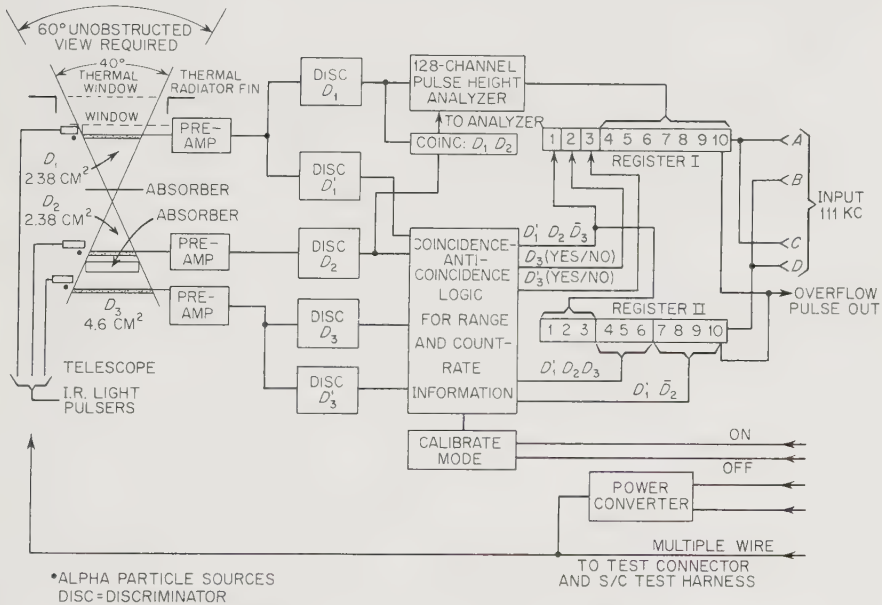 60° UNOBSTRUCTED
VIEW REQUIRED
40°
THERMAL
WINDOW
THERMAL
RADIATOR FIN
WINDOW
D1
2.38 CM²
ABSORBER
D2
2.38 CM²
ABSORBER
D3
4.6 CM²
TELESCOPE
I.R. LIGHT
PULSERS
PRE-
AMP
PRE-
AMP
PRE-
AMP
DISC
D1
DISC
D'1
DISC
D2
DISC
D3
DISC
D'3
128-CHANNEL
PULSE HEIGHT
ANALYZER
TO ANALYZER
COINC: D1 D2
COINCIDENCE-
ANTI-
COINCIDENCE
LOGIC
FOR RANGE
AND COUNT-
RATE
INFORMATION
CALIBRATE
MODE
1 2 3 4 5 6 7 8 9 10
REGISTER I
D'1 D2 D̄3
D3 (YES/NO)
D'3 (YES/NO)
REGISTER II
1 2 3 4 5 6 7 8 9 10
D'1 D2 D3
D'1 D̄2
A
B
C
D
INPUT
111 KC
OVERFLOW
PULSE OUT
ON
OFF
POWER
CONVERTER
MULTIPLE WIRE
TO TEST CONNECTOR
AND S/C TEST HARNESS
•ALPHA PARTICLE SOURCES
DISC=DISCRIMINATOR